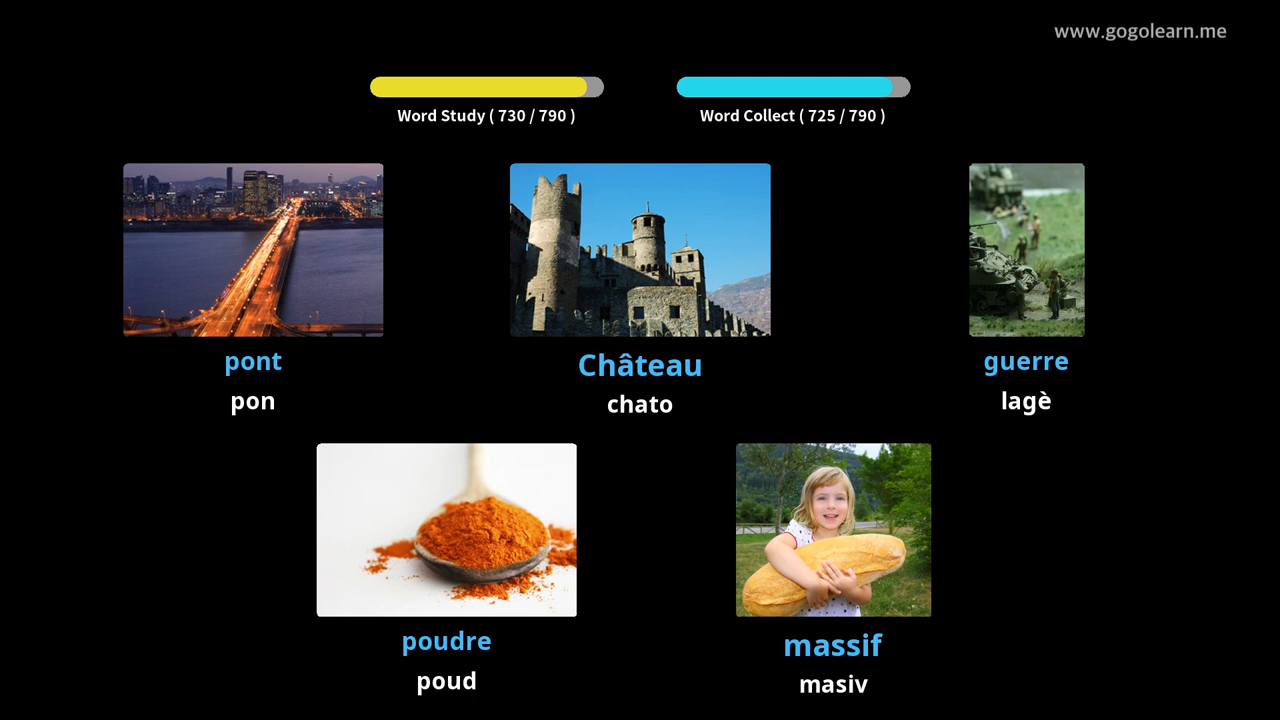 www.gogolearn.me
Word Study ( 730 / 790 )
Word Collect ( 725 / 790 )
pont
pon
Château
chato
guerre
lagè
poudre
poud
massif
masiv